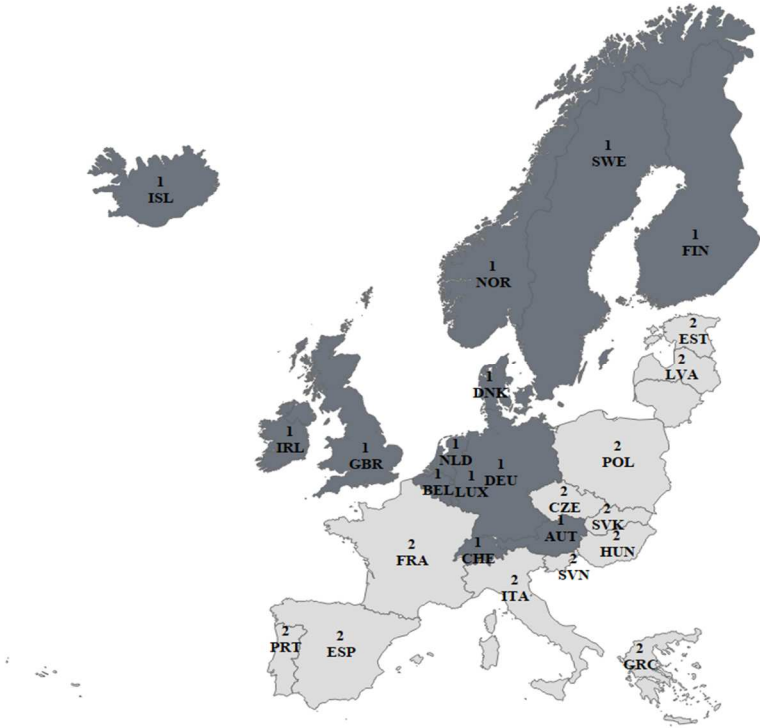 1
SWE
1
ISL
1
FIN
1
NOR
2
EST
2
LVA
1
DNK
1
IRL
1
GBR
1
NLD
1
BEL
1
LUX
1
DEU
2
POL
2
CZE
2
SVK
1
AUT
2
HUN
2
FRA
1
CHE
2
SVN
2
ITA
2
PRT
2
ESP
2
GRC